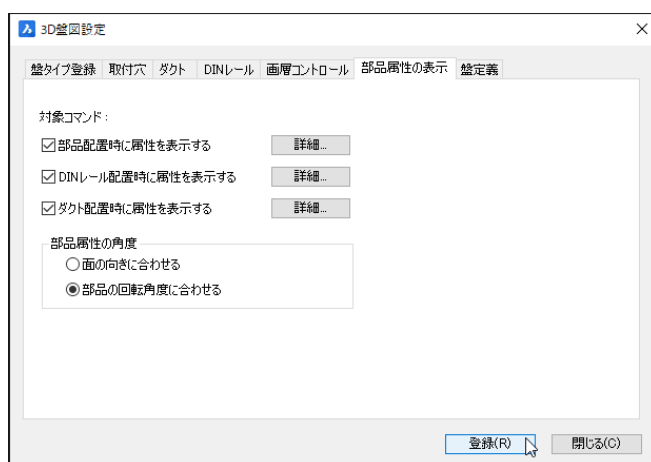 3D盤図設定
盤タイプ登録 取付穴 ダクト DINレール 画層コントロール 部品属性の表示 盤定義
対象コマンド:
部品配置時に属性を表示する 詳細...
DINレール配置時に属性を表示する 詳細...
ダクト配置時に属性を表示する 詳細...
部品属性の角度
面の向きに合わせる
部品の回転角度に合わせる
登録(R) 閉じる(C)